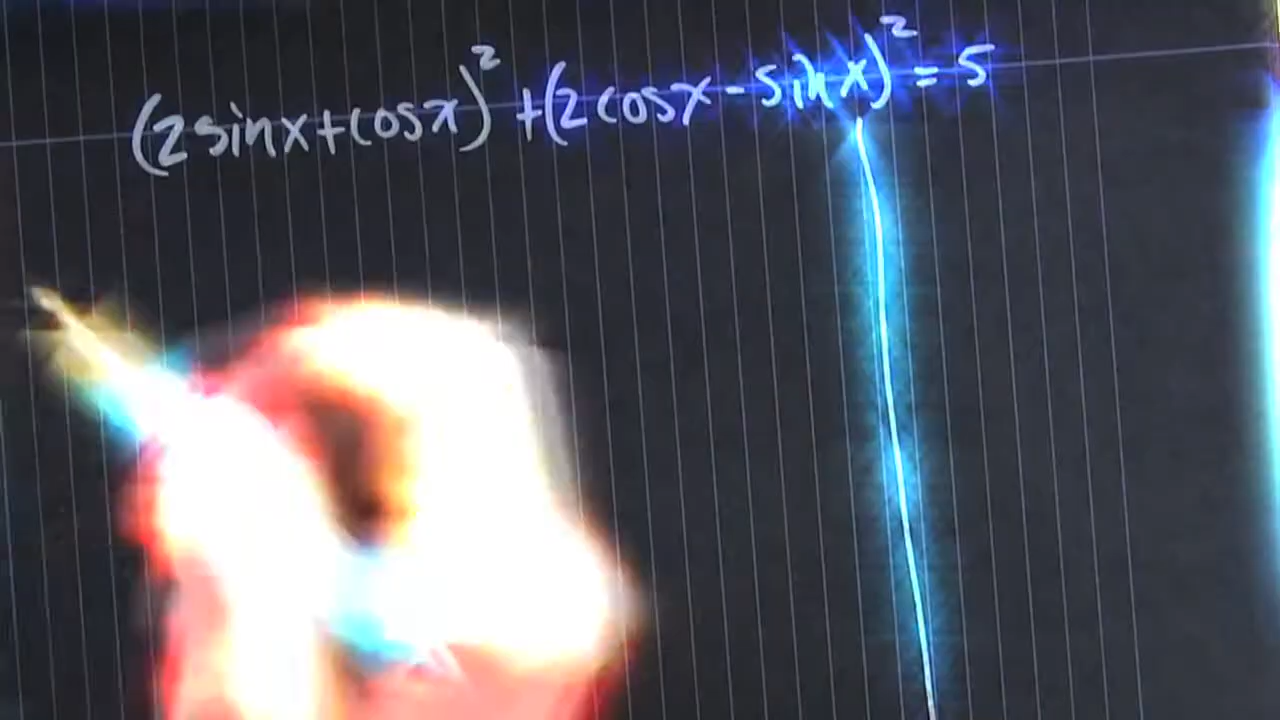 (2sinx+cosx)² + (2cosx - sinx)² = 5